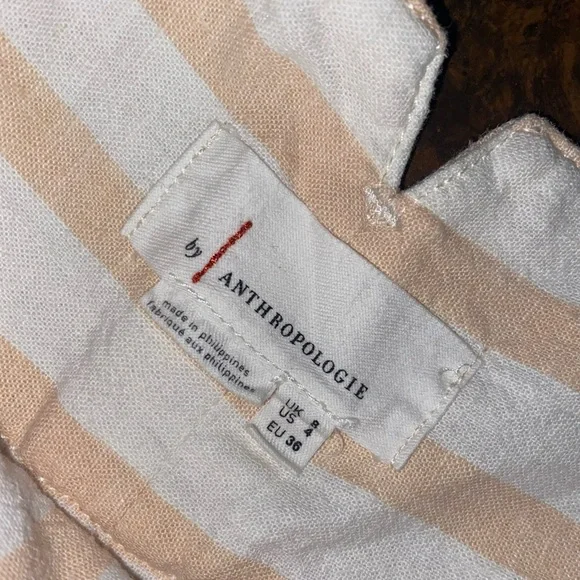 by ANTHROPOLOGIE
made in philippines
fabriqué aux philippines
UK 8
US 4
EU 36